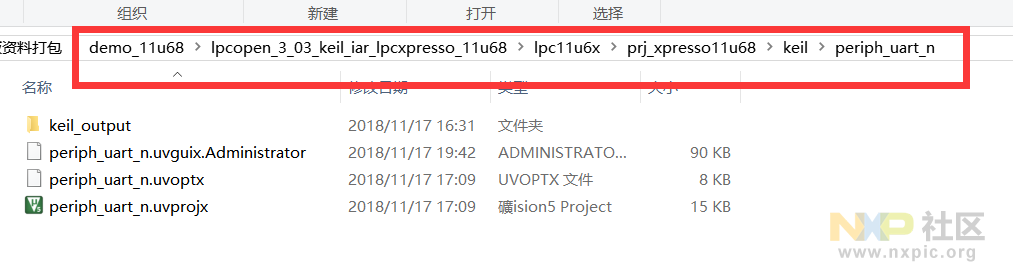 组织 新建 打开 选择
资料打包 demo_11u68 > lpcopen_3_03_keil_iar_lpcxpresso_11u68 > lpc11u6x > prj_xpresso11u68 > keil > periph_uart_n
名称 修改日期 类型 大小
keil_output 2018/11/17 16:31 文件夹
periph_uart_n.uvguix.Administrator 2018/11/17 19:42 ADMINISTRATO... 90 KB
periph_uart_n.uvoptx 2018/11/17 17:09 UVOPTX 文件 8 KB
periph_uart_n.uvprojx 2018/11/17 17:09 礦ision5 Project 15 KB
NXP 社区
www.nxpic.org